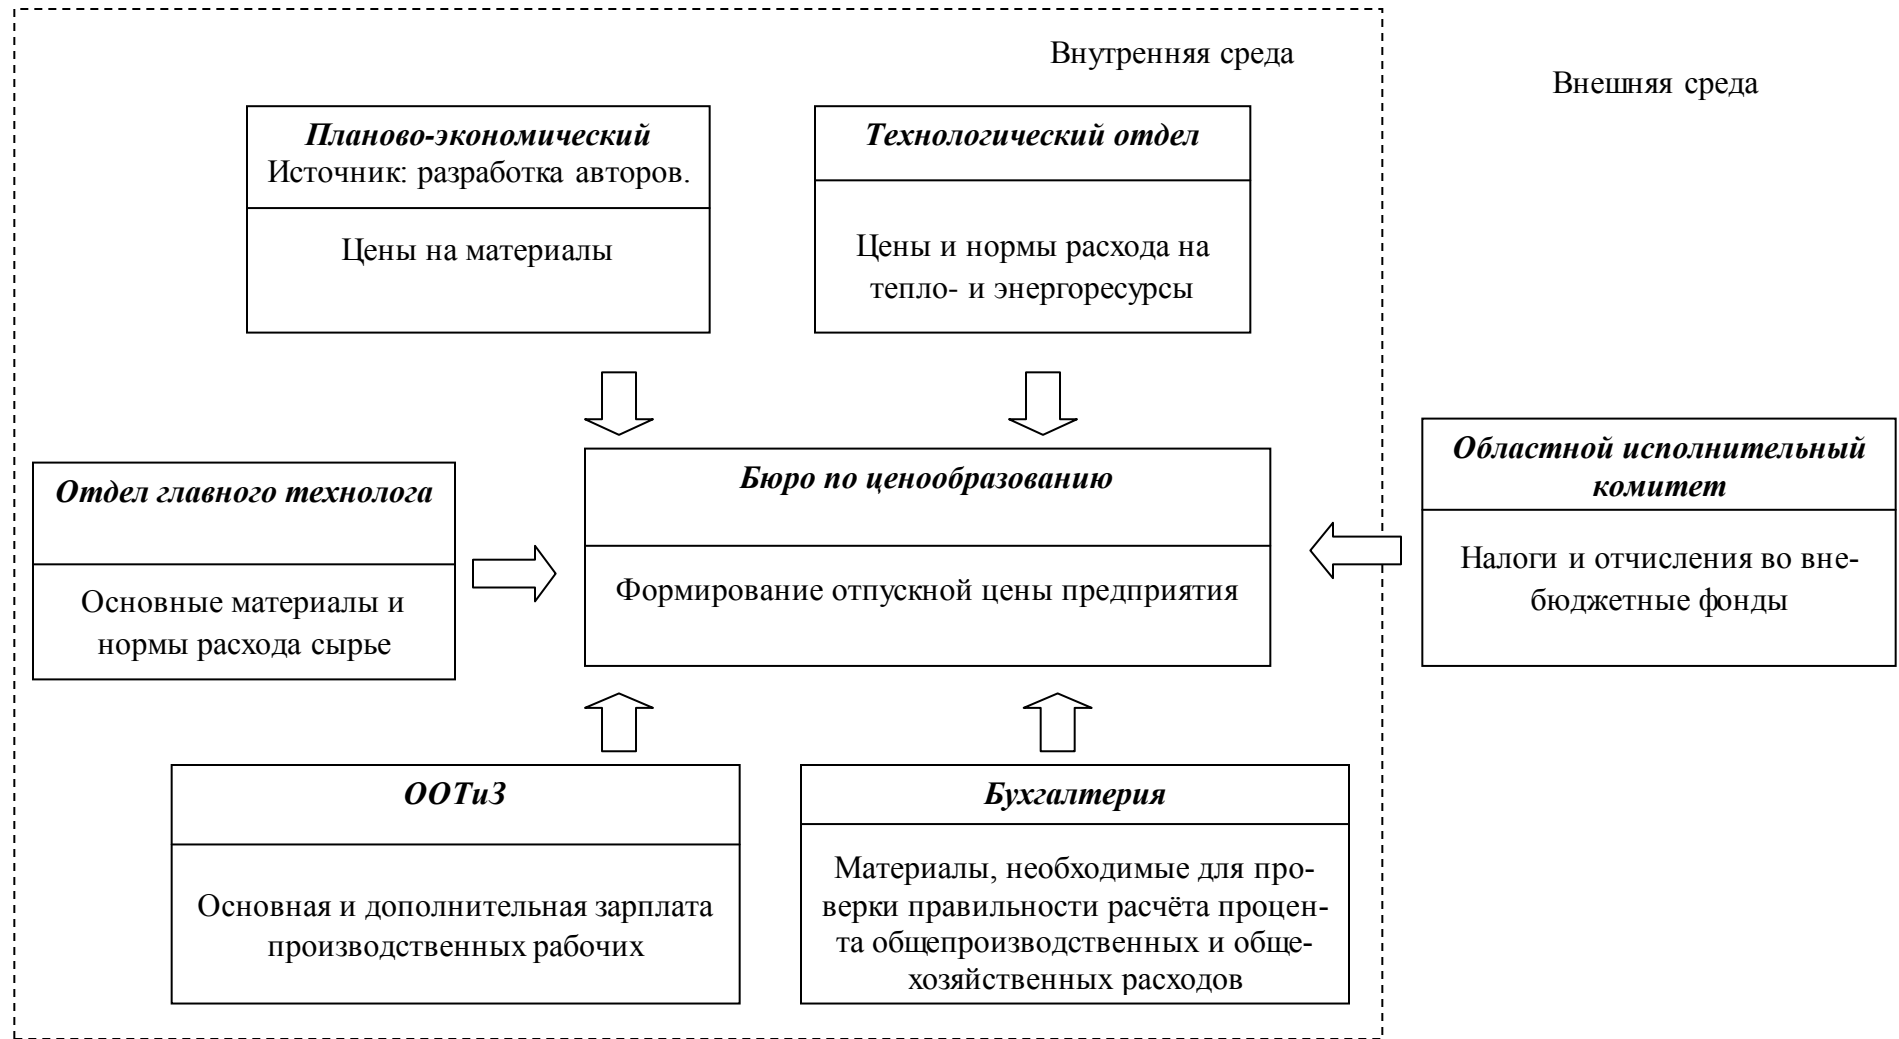 Внутренняя среда
Внешняя среда
Планово-экономический
Источник: разработка авторов.
Цены на материалы
Технологический отдел
Цены и нормы расхода на
тепло- и энергоресурсы
Отдел главного технолога
Основные материалы и
нормы расхода сырье
Бюро по ценообразованию
Формирование отпускной цены предприятия
Областной исполнительный
комитет
Налоги и отчисления во вне-
бюджетные фонды
ООТиЗ
Основная и дополнительная зарплата
производственных рабочих
Бухгалтерия
Материалы, необходимые для про-
верки правильности расчёта процен-
та общепроизводственных и обще-
хозяйственных расходов